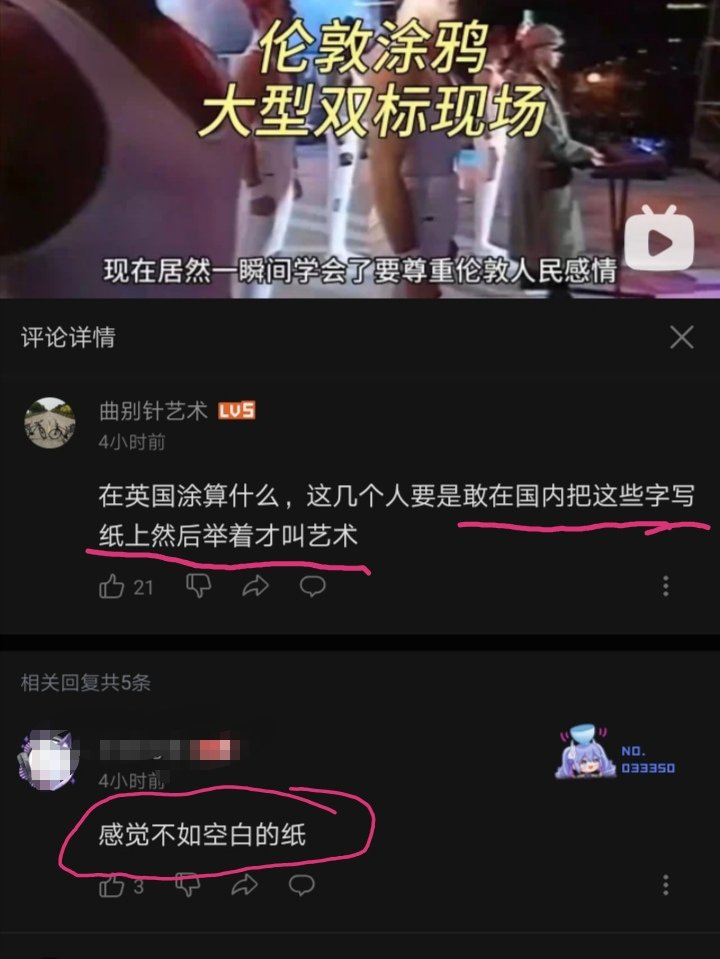 伦敦涂鸦
大型双标现场
现在居然一瞬间学会了要尊重伦敦人民感情
评论详情
曲别针艺术 LV5
4小时前
在英国涂算什么，这几个人要是敢在国内把这些字写
纸上然后举着才叫艺术
21
相关回复共5条
NO.
033350
4小时前
感觉不如空白的纸
3